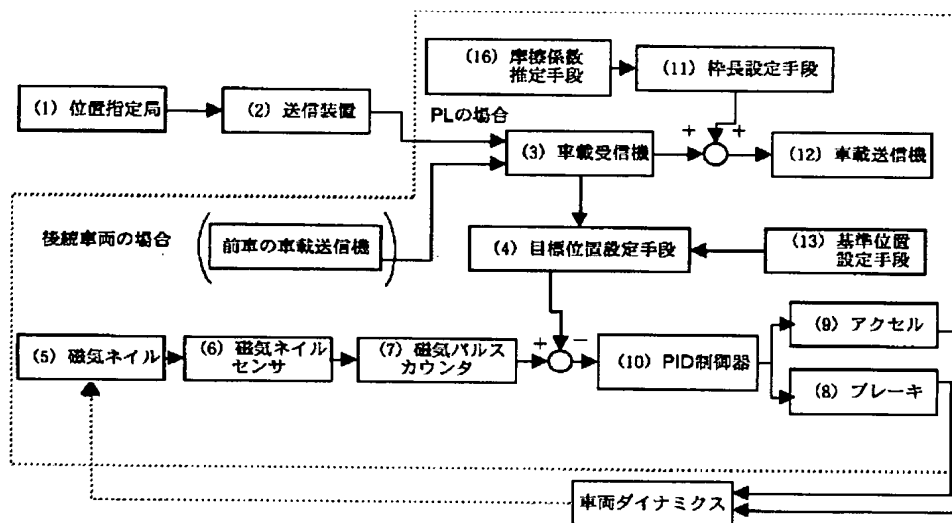 (16) 摩擦係数
推定手段
(11) 枠長設定手段
(1) 位置指定局
(2) 送信装置
PLの場合
+ +
(3) 車載受信機
(12) 車載送信機
後続車両の場合
前車の車載送信機
(4) 目標位置設定手段
(13) 基準位置
設定手段
(5) 磁気ネイル
(6) 磁気ネイル
センサ
(7) 磁気パルス
カウンタ
+ −
(10) PID制御器
(9) アクセル
(8) ブレーキ
車両ダイナミクス